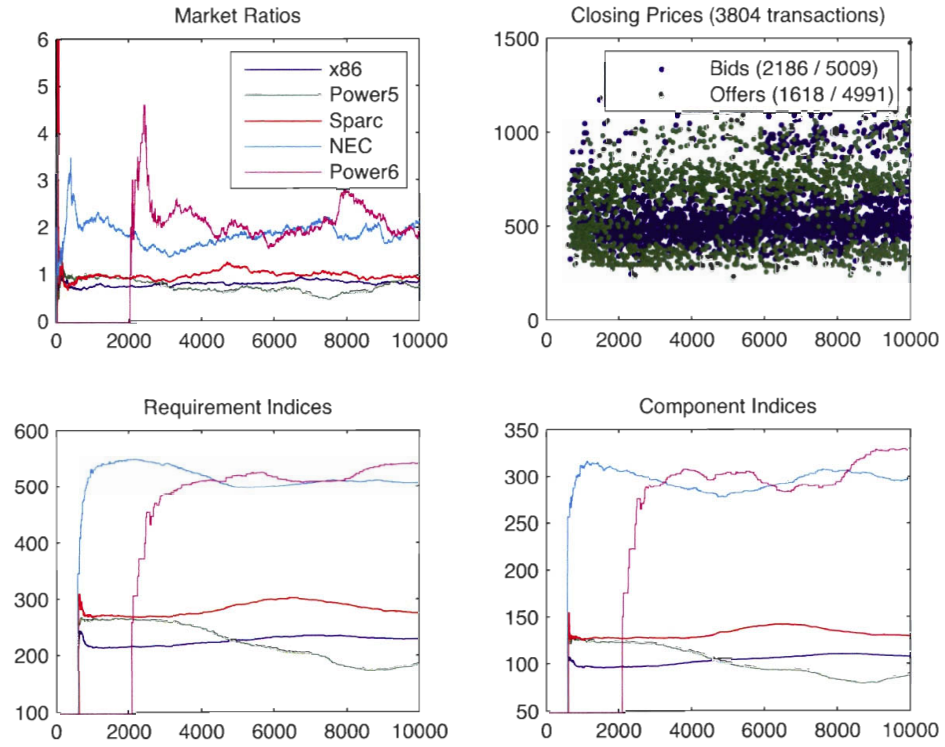 Market Ratios
6
5
4
3
2
1
0
x86
Power5
Sparc
NEC
Power6
0 2000 4000 6000 8000 10000
Closing Prices (3804 transactions)
1500
1000
500
0
Bids (2186 / 5009)
Offers (1618 / 4991)
2000 4000 6000 8000 10000
Requirement Indices
600
500
400
300
200
100
0 2000 4000 6000 8000 10000
Component Indices
350
300
250
200
150
100
50
0 2000 4000 6000 8000 10000